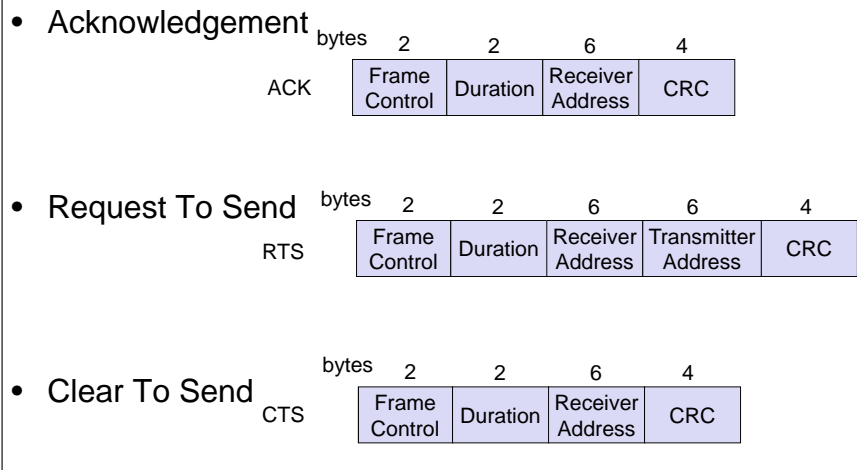 • Acknowledgement
bytes 2 2 6 4
ACK Frame Control Duration Receiver Address CRC
• Request To Send
bytes 2 2 6 6 4
RTS Frame Control Duration Receiver Address Transmitter Address CRC
• Clear To Send
bytes 2 2 6 4
CTS Frame Control Duration Receiver Address CRC